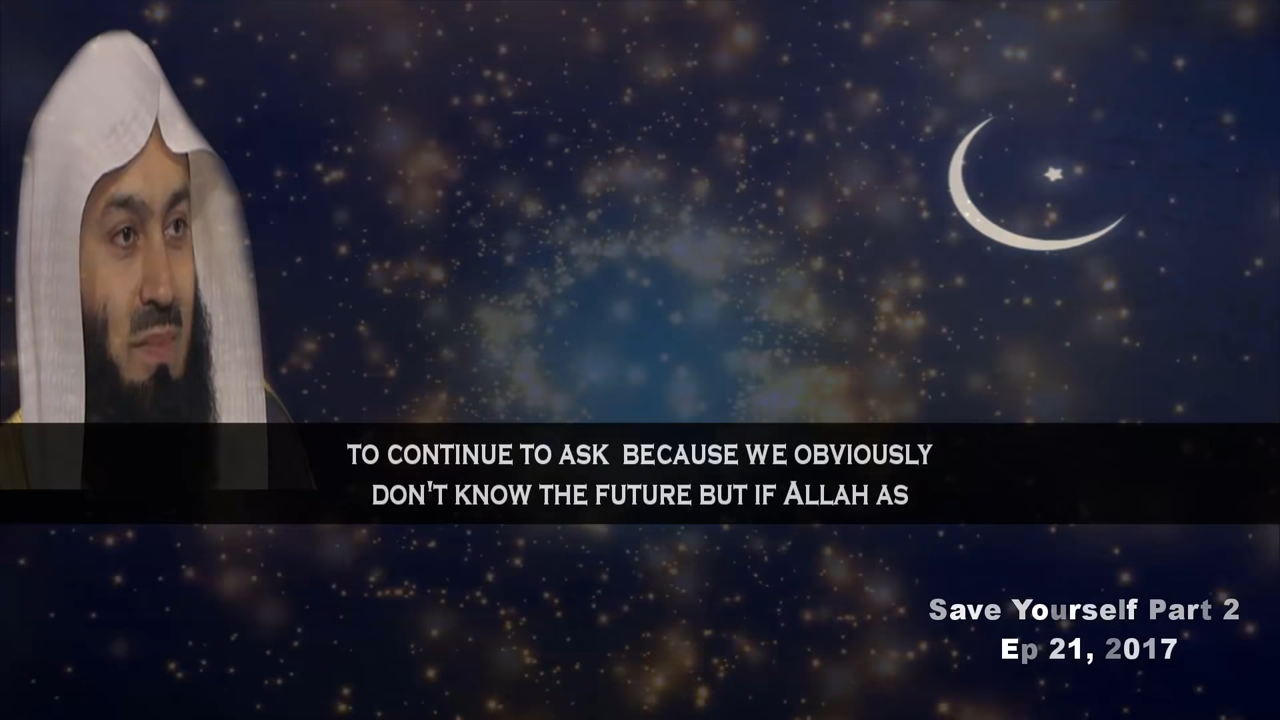 TO CONTINUE TO ASK  BECAUSE WE OBVIOUSLY
DON'T KNOW THE FUTURE BUT IF ALLAH AS
Save Yourself Part 2
Ep 21, 2017